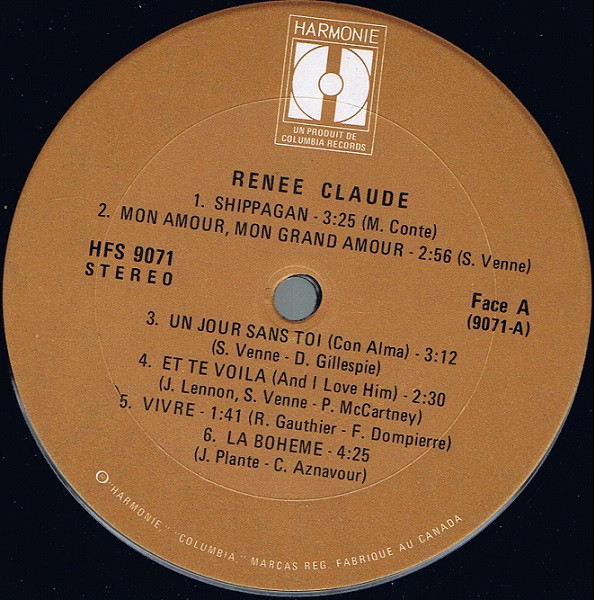 HARMONIE
UN PRODUIT DE
COLUMBIA RECORDS
RENEE CLAUDE
1. SHIPPAGAN - 3:25 (M. Conte)
2. MON AMOUR, MON GRAND AMOUR - 2:56 (S. Venne)
HFS 9071
STEREO
Face A
(9071-A)
3. UN JOUR SANS TOI (Con Alma) - 3:12
(S. Venne - D. Gillespie)
4. ET TE VOILA (And I Love Him) - 2:30
(J. Lennon, S. Venne - P. McCartney)
5. VIVRE - 1:41 (R. Gauthier - F. Dompierre)
6. LA BOHEME - 4:25
(J. Plante - C. Aznavour)
"HARMONIE," "COLUMBIA" MARCAS REG. FABRIQUE AU CANADA